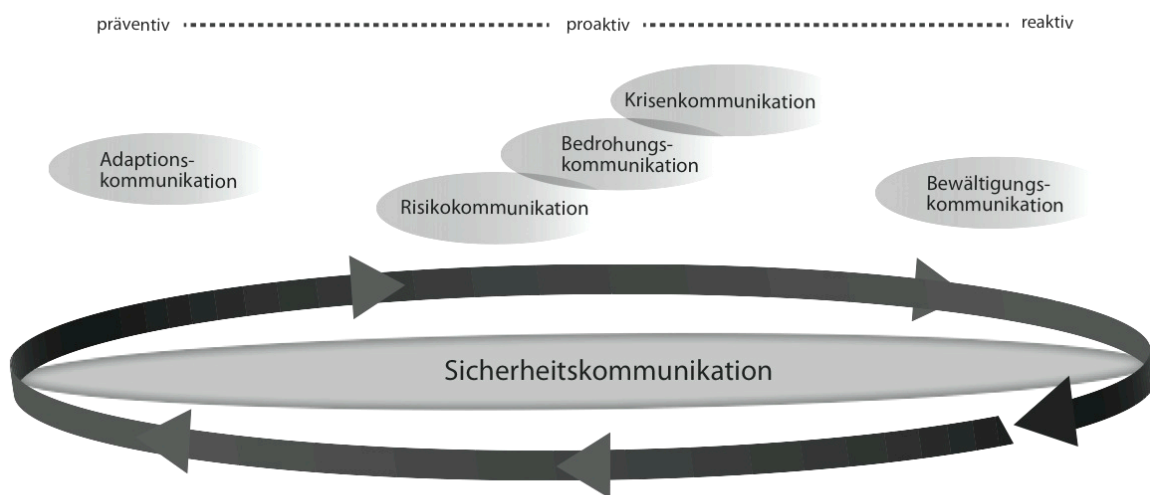 präventiv proaktiv reaktiv
Krisenkommunikation
Bedrohungs-
kommunikation
Adaptions-
kommunikation
Risikokommunikation
Bewältigungs-
kommunikation
Sicherheitskommunikation